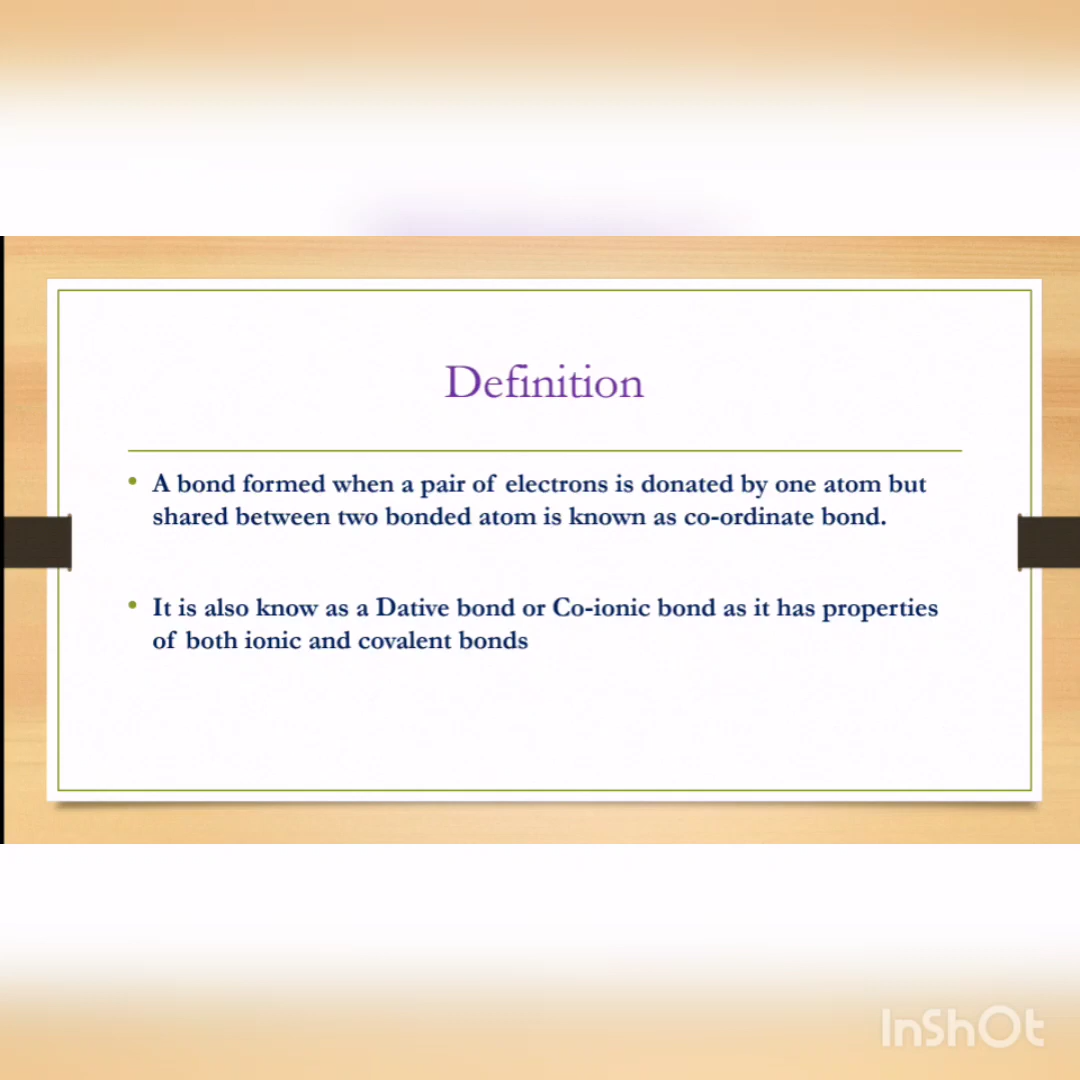 Definition
• A bond formed when a pair of electrons is donated by one atom but
shared between two bonded atom is known as co-ordinate bond.
• It is also know as a Dative bond or Co-ionic bond as it has properties
of both ionic and covalent bonds
InShOt